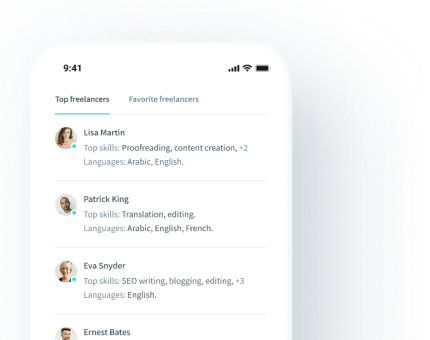 9:41
Top freelancers Favorite freelancers
Lisa Martin
Top skills: Proofreading, content creation, +2
Languages: Arabic, English.
Patrick King
Top skills: Translation, editing.
Languages: Arabic, English, French.
Eva Snyder
Top skills: SEO writing, blogging, editing, +3
Languages: English.
Ernest Bates